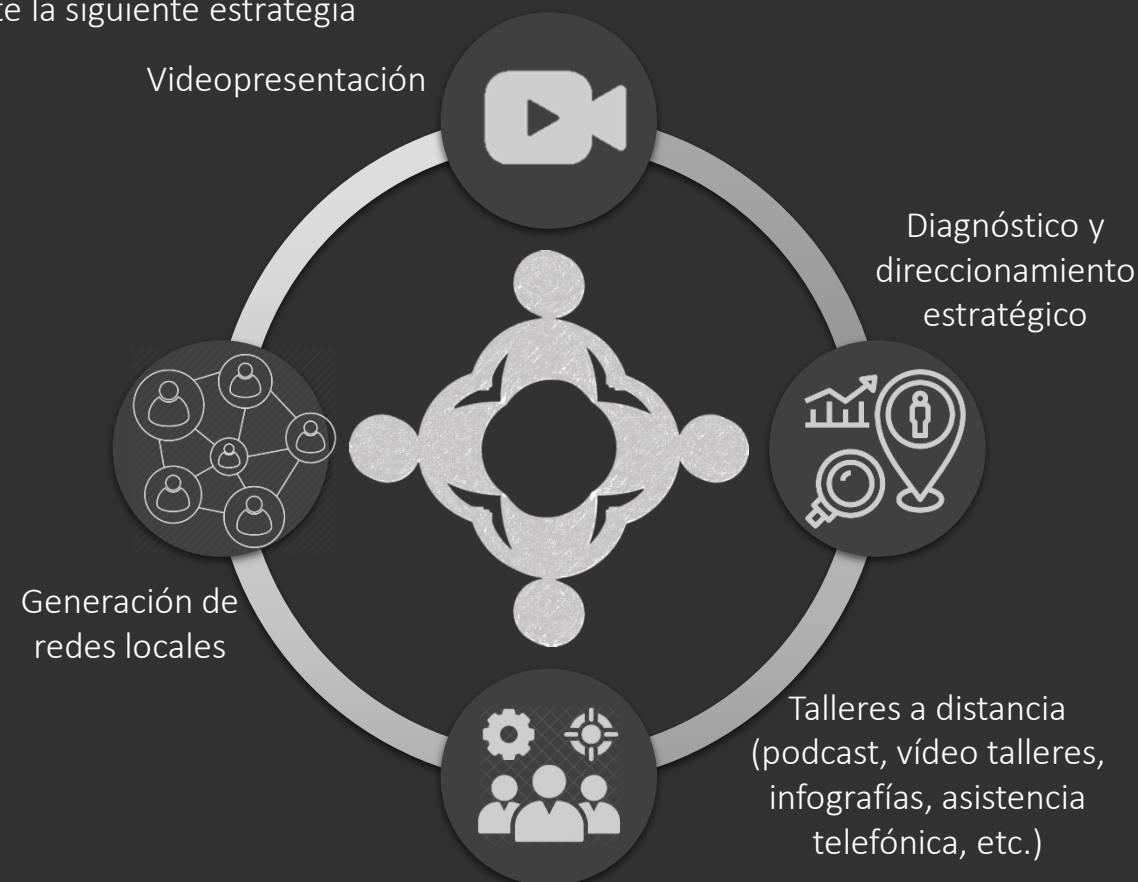 te la siguiente estrategia
Videopresentación
Diagnóstico y
direccionamiento
estratégico
Generación de
redes locales
Talleres a distancia
(podcast, vídeo talleres,
infografías, asistencia
telefónica, etc.)